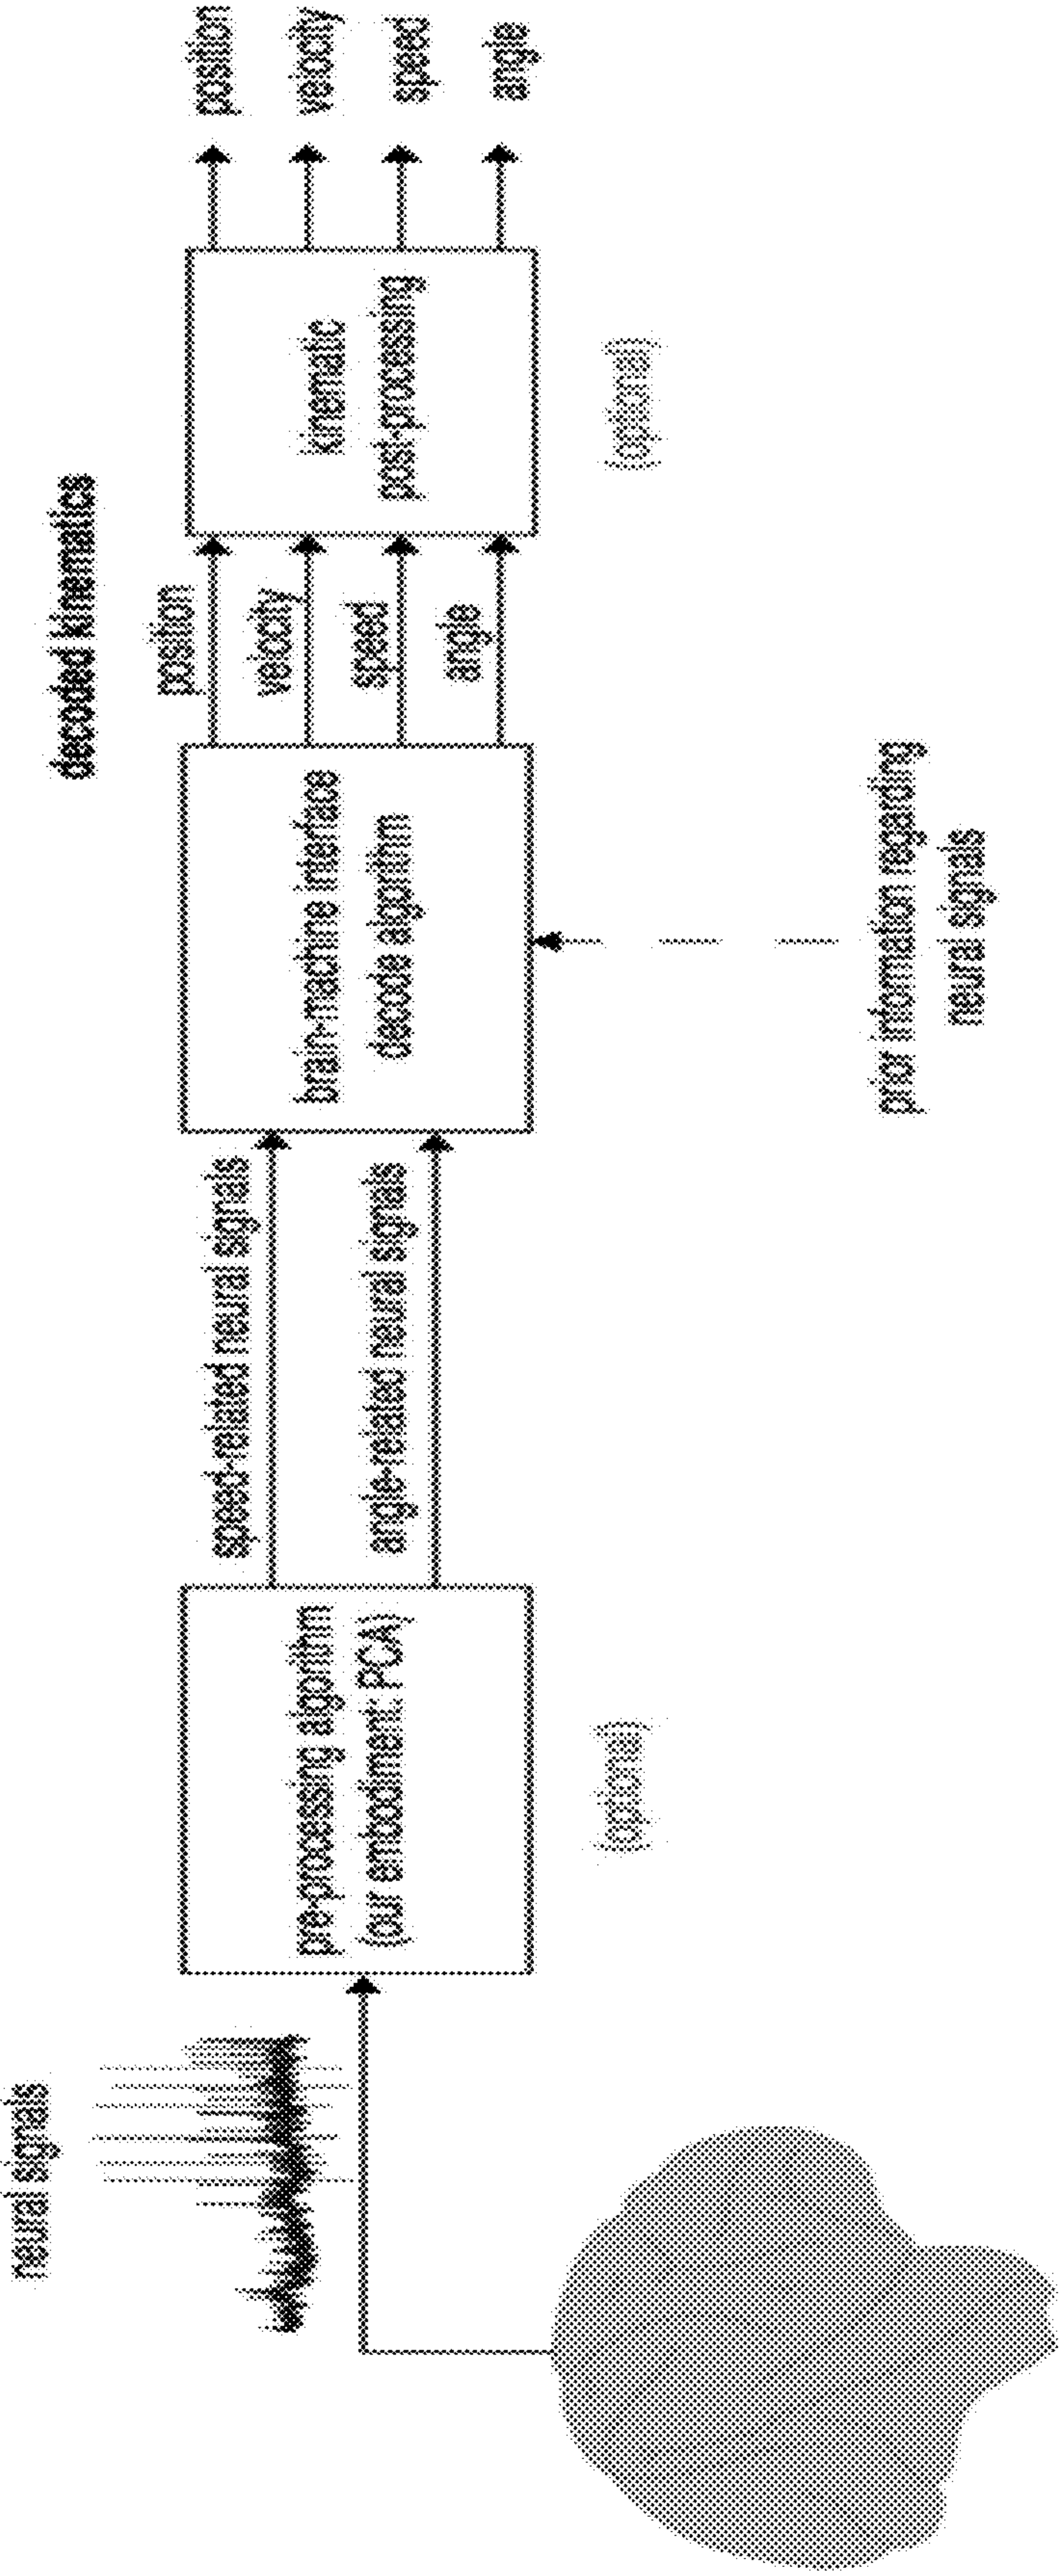 neural signals
pre-processing algorithm
(our embodiment: PCA)
[optional]
speed-related neural signals
angle-related neural signals
brain-machine interface
decode algorithm
prior information regarding
neural signals
decoded kinematics
position
velocity
speed
angle
kinematic
post-processing
[optional]
position
velocity
speed
angle